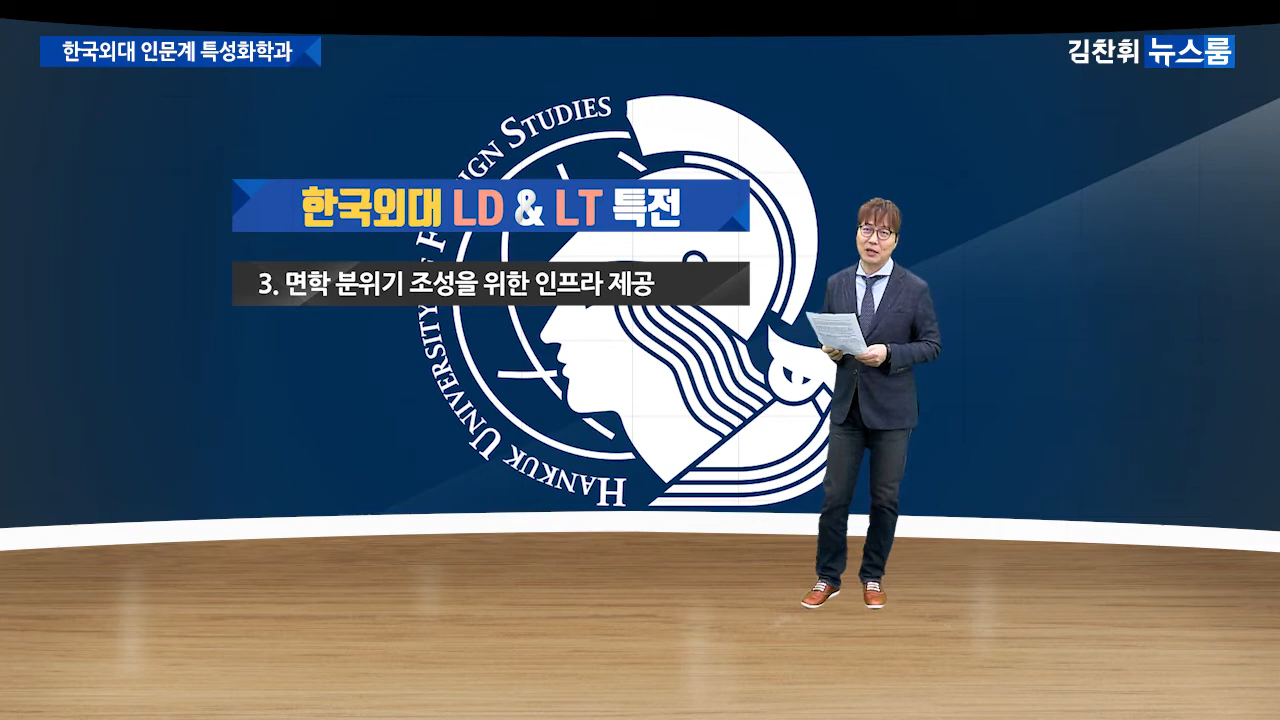 한국외대 인문계 특성화학과
김찬휘 뉴스룸
한국외대 LD & LT 특전
3. 면학 분위기 조성을 위한 인프라 제공
HANKUK UNIVERSITY OF FOREIGN STUDIES